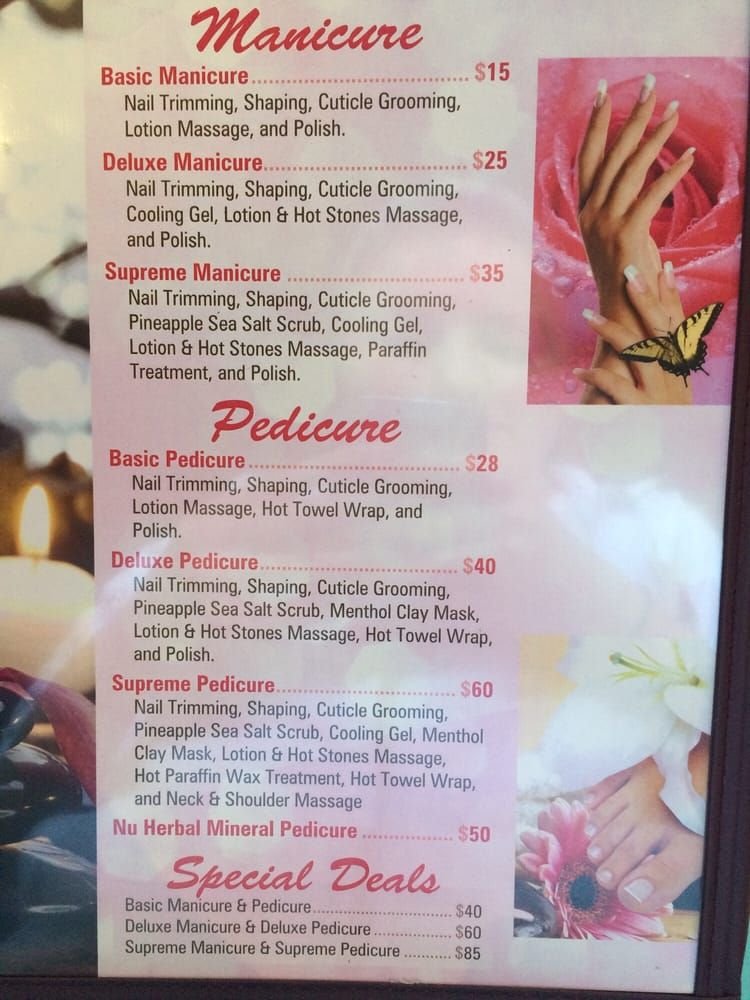 Manicure
Basic Manicure................................. $15
Nail Trimming, Shaping, Cuticle Grooming,
Lotion Massage, and Polish.
Deluxe Manicure............................... $25
Nail Trimming, Shaping, Cuticle Grooming,
Cooling Gel, Lotion & Hot Stones Massage,
and Polish.
Supreme Manicure ........................... $35
Nail Trimming, Shaping, Cuticle Grooming,
Pineapple Sea Salt Scrub, Cooling Gel,
Lotion & Hot Stones Massage, Paraffin
Treatment, and Polish.
Pedicure
Basic Pedicure ................................. $28
Nail Trimming, Shaping, Cuticle Grooming,
Lotion Massage, Hot Towel Wrap, and
Polish.
Deluxe Pedicure............................... $40
Nail Trimming, Shaping, Cuticle Grooming,
Pineapple Sea Salt Scrub, Menthol Clay Mask,
Lotion & Hot Stones Massage, Hot Towel Wrap,
and Polish.
Supreme Pedicure............................ $60
Nail Trimming, Shaping, Cuticle Grooming,
Pineapple Sea Salt Scrub, Cooling Gel, Menthol
Clay Mask, Lotion & Hot Stones Massage,
Hot Paraffin Wax Treatment, Hot Towel Wrap,
and Neck & Shoulder Massage
Nu Herbal Mineral Pedicure .............. $50
Special Deals
Basic Manicure & Pedicure................................ $40
Deluxe Manicure & Deluxe Pedicure .................. $60
Supreme Manicure & Supreme Pedicure ........... $85